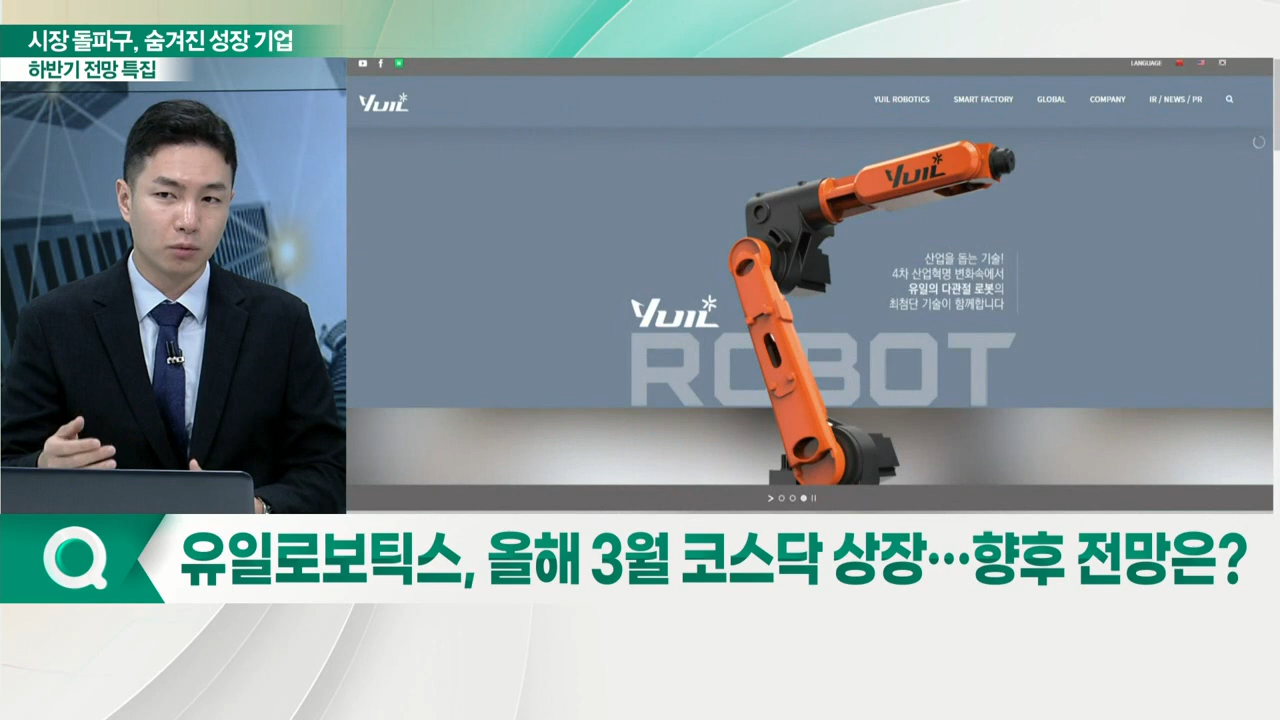 시장 돌파구, 숨겨진 성장 기업
하반기 전망 특집
LANGUAGE
YUIL
YUIL ROBOTICS
SMART FACTORY
GLOBAL
COMPANY
IR / NEWS / PR
YUIL
산업을 돕는 기술!
4차 산업혁명 변화속에서
유일의 다관절 로봇의
최첨단 기술이 함께합니다
YUIL
ROBOT
Q 유일로보틱스, 올해 3월 코스닥 상장…향후 전망은?